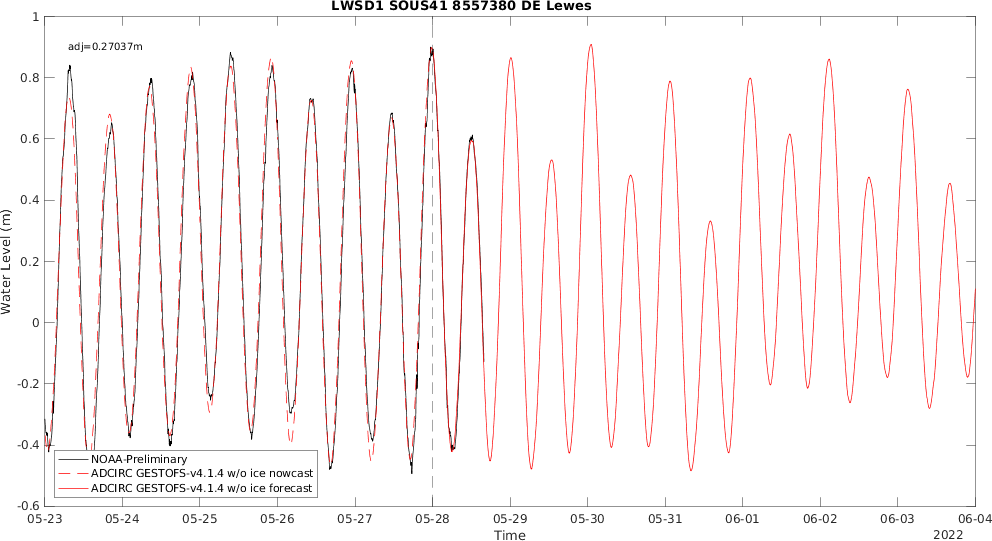 LWSD1 SOUS41 8557380 DE Lewes
adj=0.27037m
1
0.8
0.6
0.4
0.2
0
-0.2
-0.4
-0.6
Water Level (m)
NOAA-Preliminary
ADCIRC GESTOFS-v4.1.4 w/o ice nowcast
ADCIRC GESTOFS-v4.1.4 w/o ice forecast
05-23 05-24 05-25 05-26 05-27 05-28 05-29 05-30 05-31 06-01 06-02 06-03 06-04
Time
2022